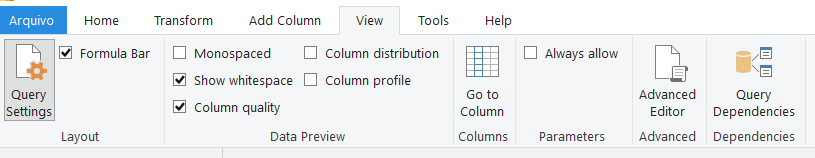 Arquivo Home Transform Add Column View Tools Help
Query Settings
Formula Bar
Layout
Monospaced
Show whitespace
Column quality
Column distribution
Column profile
Data Preview
Go to Column
Columns
Always allow
Parameters
Advanced Editor
Advanced
Query Dependencies
Dependencies